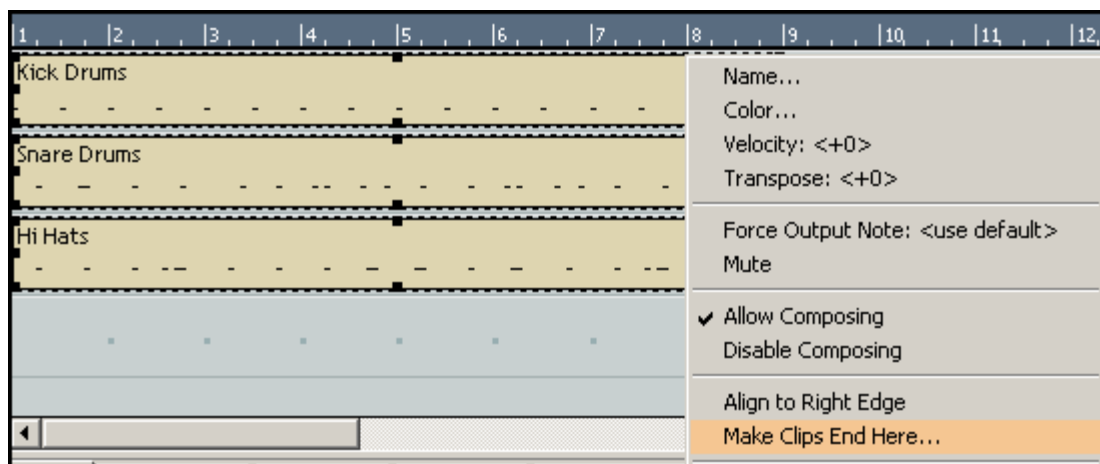 1 2 3 4 5 6 7 8 9 10 11 12
Kick Drums
Snare Drums
Hi Hats
Name...
Color...
Velocity: <+0>
Transpose: <+0>
Force Output Note: <use default>
Mute
Allow Composing
Disable Composing
Align to Right Edge
Make Clips End Here...